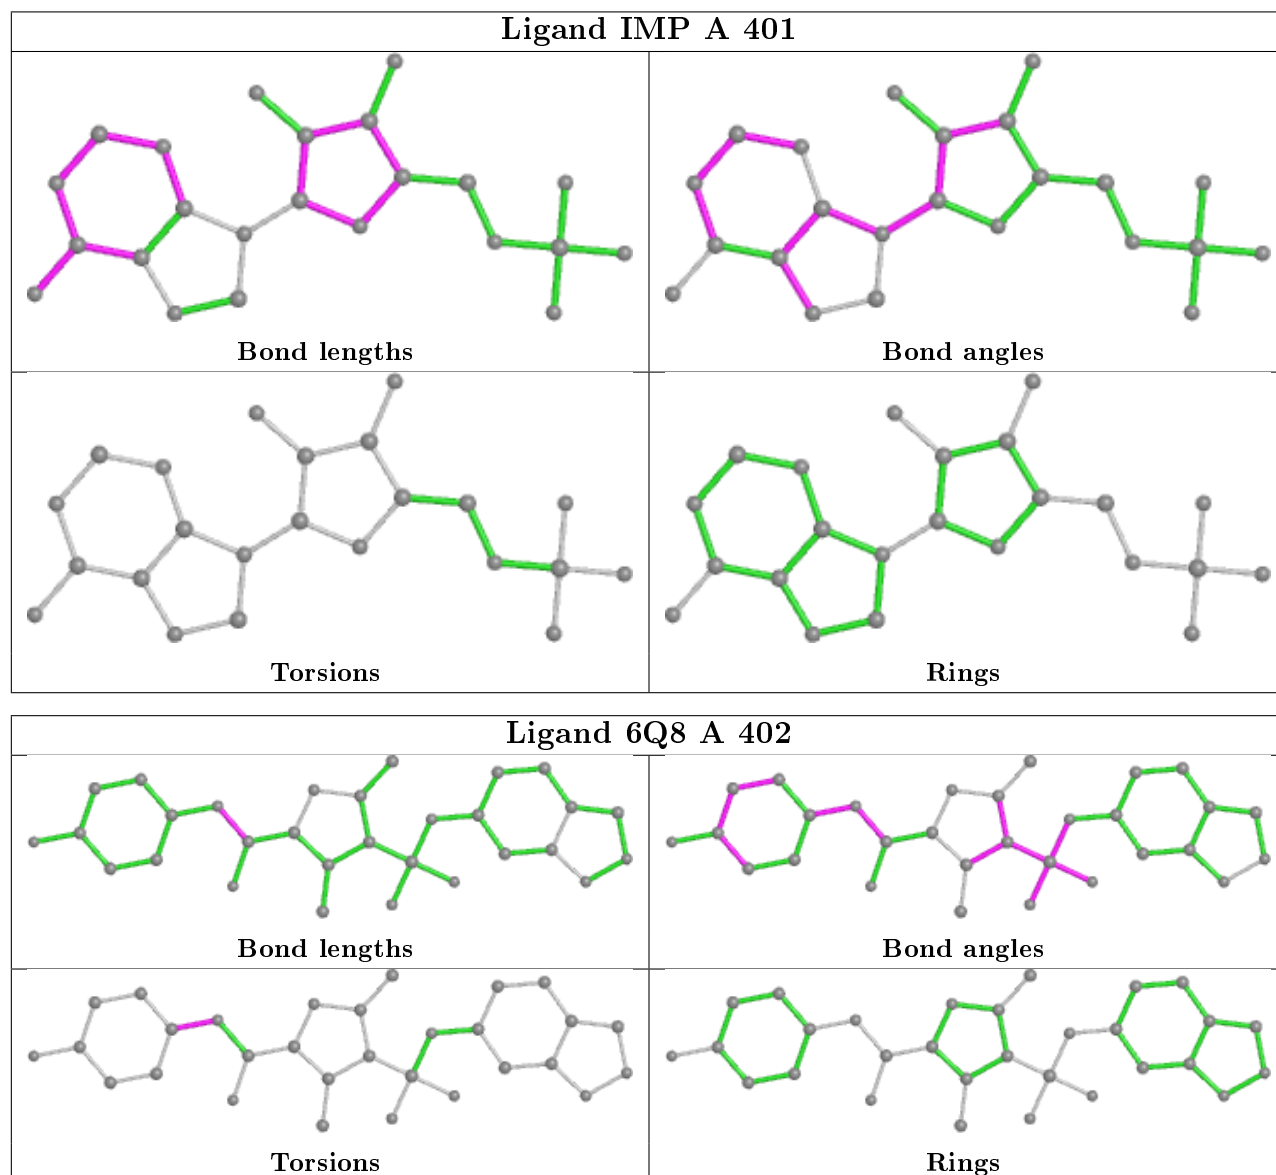 Ligand IMP A 401
Bond lengths
Bond angles
Torsions
Rings
Ligand 6Q8 A 402
Bond lengths
Bond angles
Torsions
Rings